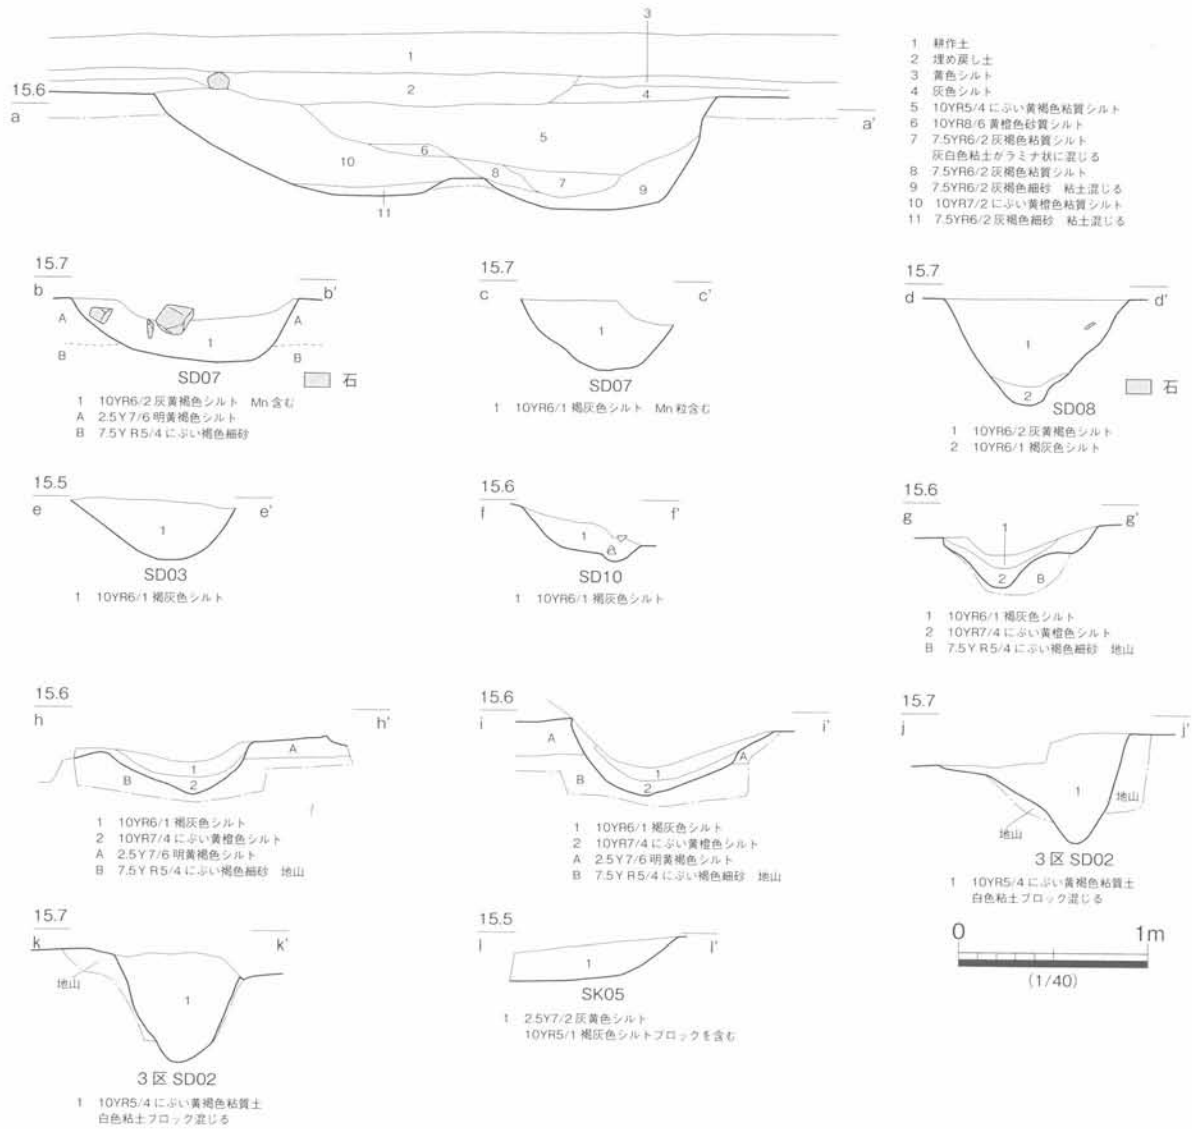 3
1
2
15.6
4
a
a'
5
6
10
8
7
9
11
1 耕作土
2 埋め戻し土
3 黄色シルト
4 灰色シルト
5 10YR5/4にぶい黄褐色粘質シルト
6 10YR8/6 黄橙色砂質シルト
7 7.5YR6/2 灰褐色粘質シルト
灰白色粘土がラミナ状に混じる
8 7.5YR6/2 灰褐色粘質シルト
9 7.5YR6/2 灰褐色細砂 粘土混じる
10 10YR7/2にぶい黄橙色粘質シルト
11 7.5YR6/2 灰褐色細砂 粘土混じる
15.7
b
b'
A
A
1
B
B
SD07
石
1 10YR6/2 灰黄褐色シルト Mn含む
A 2.5Y7/6 明黄褐色シルト
B 7.5YR5/4にぶい褐色細砂
15.7
c
c'
1
SD07
1 10YR6/1 褐灰色シルト Mn粒含む
15.7
d
d'
1
2
SD08
石
1 10YR6/2 灰黄褐色シルト
2 10YR6/1 褐灰色シルト
15.5
e
e'
1
SD03
1 10YR6/1 褐灰色シルト
15.6
f
f'
1
SD10
1 10YR6/1 褐灰色シルト
15.6
g
g'
1
2
B
1 10YR6/1 褐灰色シルト
2 10YR7/4にぶい黄橙色シルト
B 7.5YR5/4にぶい褐色細砂 地山
15.6
h
h'
A
1
B
2
1 10YR6/1 褐灰色シルト
2 10YR7/4にぶい黄橙色シルト
A 2.5Y7/6 明黄褐色シルト
B 7.5YR5/4にぶい褐色細砂 地山
15.6
i
i'
A
A
1
B
2
1 10YR6/1 褐灰色シルト
2 10YR7/4にぶい黄橙色シルト
A 2.5Y7/6 明黄褐色シルト
B 7.5YR5/4にぶい褐色細砂 地山
15.7
j
j'
1
地山
地山
3区 SD02
1 10YR5/4にぶい黄褐色粘質土
白色粘土ブロック混じる
15.7
k
k'
地山
1
3区 SD02
1 10YR5/4にぶい黄褐色粘質土
白色粘土ブロック混じる
15.5
l
l'
1
SK05
1 2.5Y7/2 灰黄色シルト
10YR5/1 褐灰色シルトブロックを含む
0 1m
(1/40)